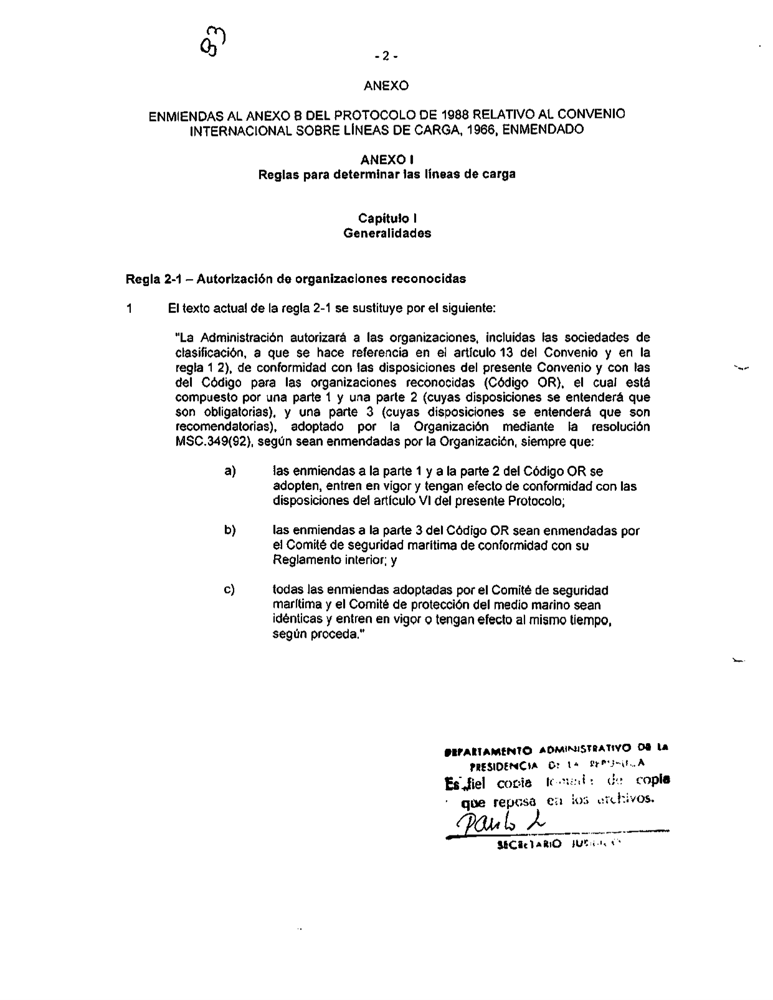 83
- 2 -
ANEXO
ENMIENDAS AL ANEXO B DEL PROTOCOLO DE 1988 RELATIVO AL CONVENIO
INTERNACIONAL SOBRE LÍNEAS DE CARGA, 1966, ENMENDADO
ANEXO I
Reglas para determinar las líneas de carga
Capítulo I
Generalidades
Regla 2-1 – Autorización de organizaciones reconocidas
1 El texto actual de la regla 2-1 se sustituye por el siguiente:
"La Administración autorizará a las organizaciones, incluidas las sociedades de
clasificación, a que se hace referencia en el artículo 13 del Convenio y en la
regla 1 2), de conformidad con las disposiciones del presente Convenio y con las
del Código para las organizaciones reconocidas (Código OR), el cual está
compuesto por una parte 1 y una parte 2 (cuyas disposiciones se entenderá que
son obligatorias), y una parte 3 (cuyas disposiciones se entenderá que son
recomendatorias), adoptado por la Organización mediante la resolución
MSC.349(92), según sean enmendadas por la Organización, siempre que:
a) las enmiendas a la parte 1 y a la parte 2 del Código OR se
adopten, entren en vigor y tengan efecto de conformidad con las
disposiciones del artículo VI del presente Protocolo;
b) las enmiendas a la parte 3 del Código OR sean enmendadas por
el Comité de seguridad marítima de conformidad con su
Reglamento interior; y
c) todas las enmiendas adoptadas por el Comité de seguridad
marítima y el Comité de protección del medio marino sean
idénticas y entren en vigor o tengan efecto al mismo tiempo,
según proceda."
DEPARTAMENTO ADMINISTRATIVO DE LA
PRESIDENCIA DE LA REPUBLICA
Es fiel copia tomada de copia
que reposa en los archivos.
SECRETARIO